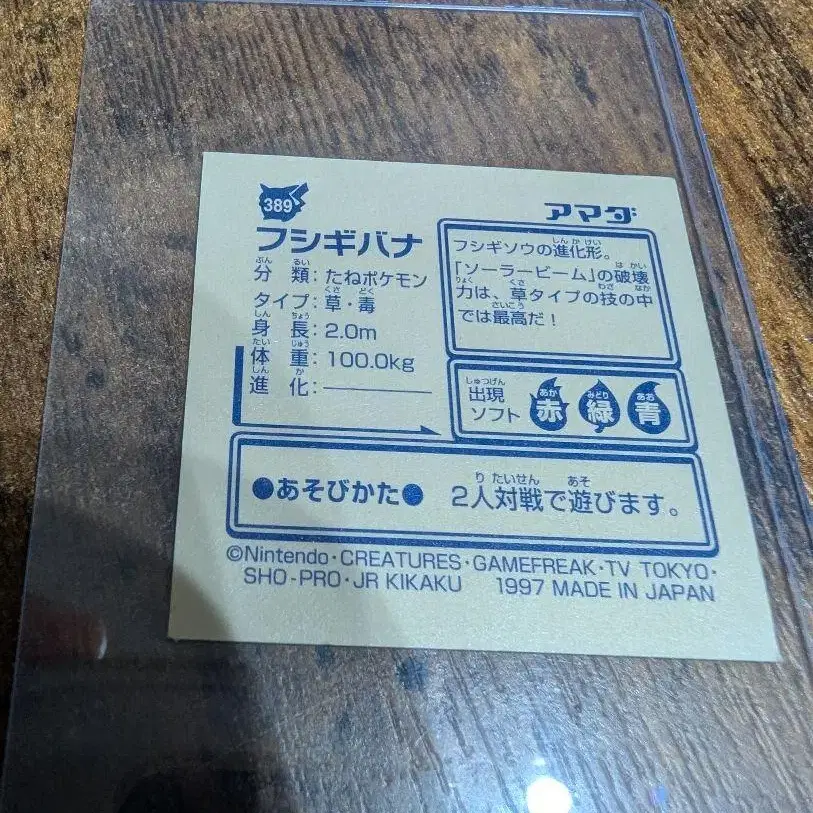 389
アマダ
フシギバナ
分類：たねポケモン
タイプ：草・毒
身長：2.0m
体重：100.0kg
進化：―――――
フシギソウの進化形。
「ソーラービーム」の破壊
力は、草タイプの技の中
では最高だ！
出現
ソフト 赤 緑 青
●あそびかた● 2人対戦で遊びます。
©Nintendo・CREATURES・GAMEFREAK・TV TOKYO・
SHO-PRO・JR KIKAKU 1997 MADE IN JAPAN